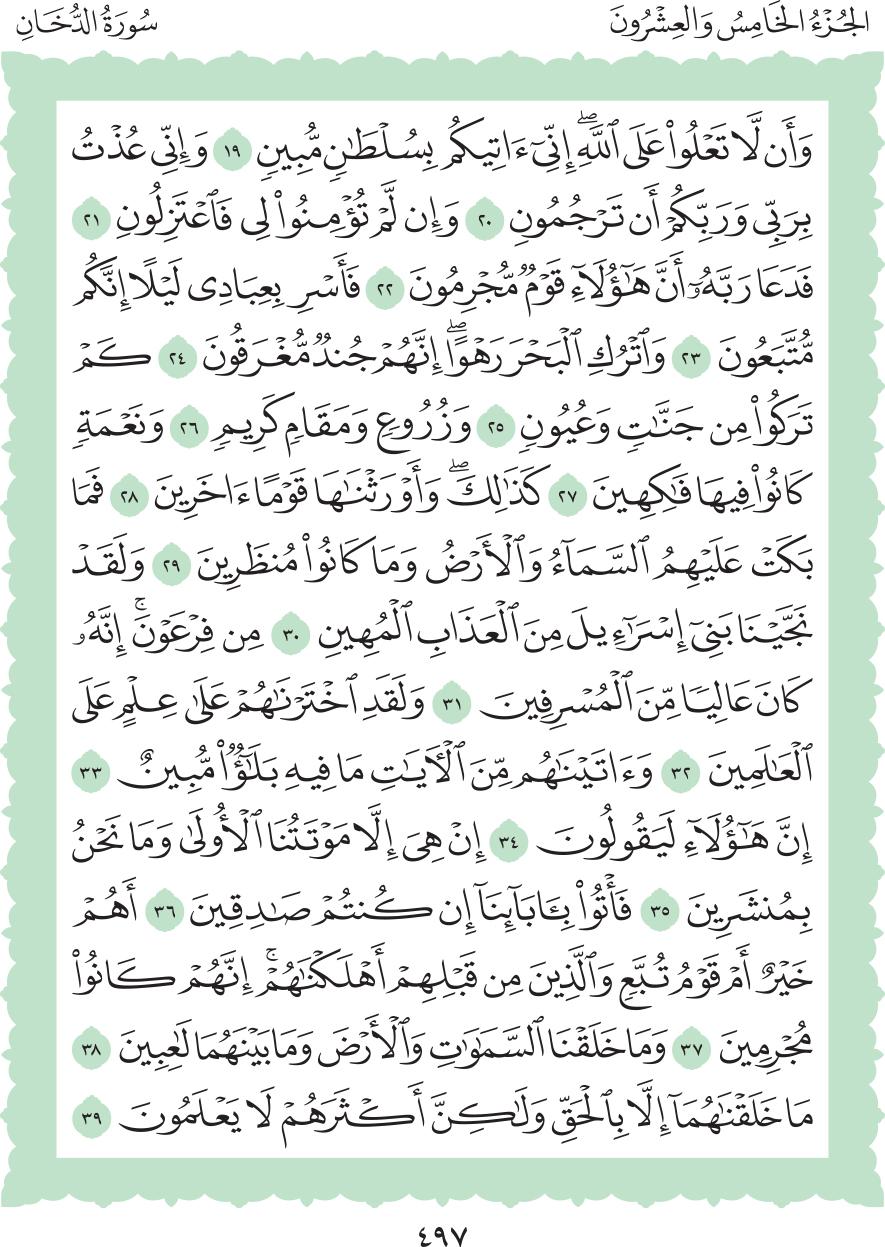 الجُزْءُ الخَامِسُ وَالعِشْرُونَ
سُورَةُ الدُّخَانِ
وَأَن لَّا تَعْلُوا۟ عَلَى ٱللَّهِ ۖ إِنِّىٓ ءَاتِيكُم بِسُلْطَـٰنٍ مُّبِينٍ ١٩ وَإِنِّى عُذْتُ
بِرَبِّى وَرَبِّكُمْ أَن تَرْجُمُونِ ٢٠ وَإِن لَّمْ تُؤْمِنُوا۟ لِى فَٱعْتَزِلُونِ ٢١
فَدَعَا رَبَّهُۥٓ أَنَّ هَـٰٓؤُلَآءِ قَوْمٌ مُّجْرِمُونَ ٢٢ فَأَسْرِ بِعِبَادِى لَيْلًا إِنَّكُم
مُّتَّبَعُونَ ٢٣ وَٱتْرُكِ ٱلْبَحْرَ رَهْوًا ۖ إِنَّهُمْ جُندٌ مُّغْرَقُونَ ٢٤ كَمْ
تَرَكُوا۟ مِن جَنَّـٰتٍ وَعُيُونٍ ٢٥ وَزُرُوعٍ وَمَقَامٍ كَرِيمٍ ٢٦ وَنَعْمَةٍ
كَانُوا۟ فِيهَا فَـٰكِهِينَ ٢٧ كَذَٰلِكَ ۖ وَأَوْرَثْنَـٰهَا قَوْمًا ءَاخَرِينَ ٢٨ فَمَا
بَكَتْ عَلَيْهِمُ ٱلسَّمَآءُ وَٱلْأَرْضُ وَمَا كَانُوا۟ مُنظَرِينَ ٢٩ وَلَقَدْ
نَجَّيْنَا بَنِىٓ إِسْرَٰٓءِيلَ مِنَ ٱلْعَذَابِ ٱلْمُهِينِ ٣٠ مِن فِرْعَوْنَ ۚ إِنَّهُۥ
كَانَ عَالِيًا مِّنَ ٱلْمُسْرِفِينَ ٣١ وَلَقَدِ ٱخْتَرْنَـٰهُمْ عَلَىٰ عِلْمٍ عَلَى
ٱلْعَـٰلَمِينَ ٣٢ وَءَاتَيْنَـٰهُم مِّنَ ٱلْـَٔايَـٰتِ مَا فِيهِ بَلَـٰٓؤٌا۟ مُّبِينٌ ٣٣
إِنَّ هَـٰٓؤُلَآءِ لَيَقُولُونَ ٣٤ إِنْ هِىَ إِلَّا مَوْتَتُنَا ٱلْأُولَىٰ وَمَا نَحْنُ
بِمُنشَرِينَ ٣٥ فَأْتُوا۟ بِـَٔابَآئِنَآ إِن كُنتُمْ صَـٰدِقِينَ ٣٦ أَهُمْ
خَيْرٌ أَمْ قَوْمُ تُبَّعٍ وَٱلَّذِينَ مِن قَبْلِهِمْ أَهْلَكْنَـٰهُمْ ۚ إِنَّهُمْ كَانُوا۟
مُجْرِمِينَ ٣٧ وَمَا خَلَقْنَا ٱلسَّمَـٰوَٰتِ وَٱلْأَرْضَ وَمَا بَيْنَهُمَا لَـٰعِبِينَ ٣٨
مَا خَلَقْنَـٰهُمَآ إِلَّا بِٱلْحَقِّ وَلَـٰكِنَّ أَكْثَرَهُمْ لَا يَعْلَمُونَ ٣٩
٤٩٧